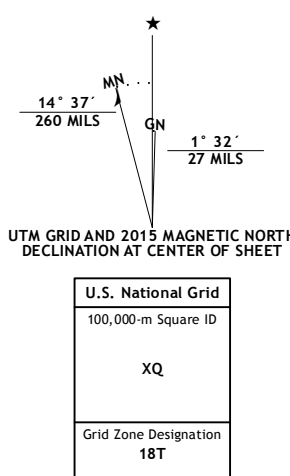 ★
MN
14° 37´
260 MILS
GN
1° 32´
27 MILS
UTM GRID AND 2015 MAGNETIC NORTH
DECLINATION AT CENTER OF SHEET
U.S. National Grid
100,000-m Square ID
XQ
Grid Zone Designation
18T